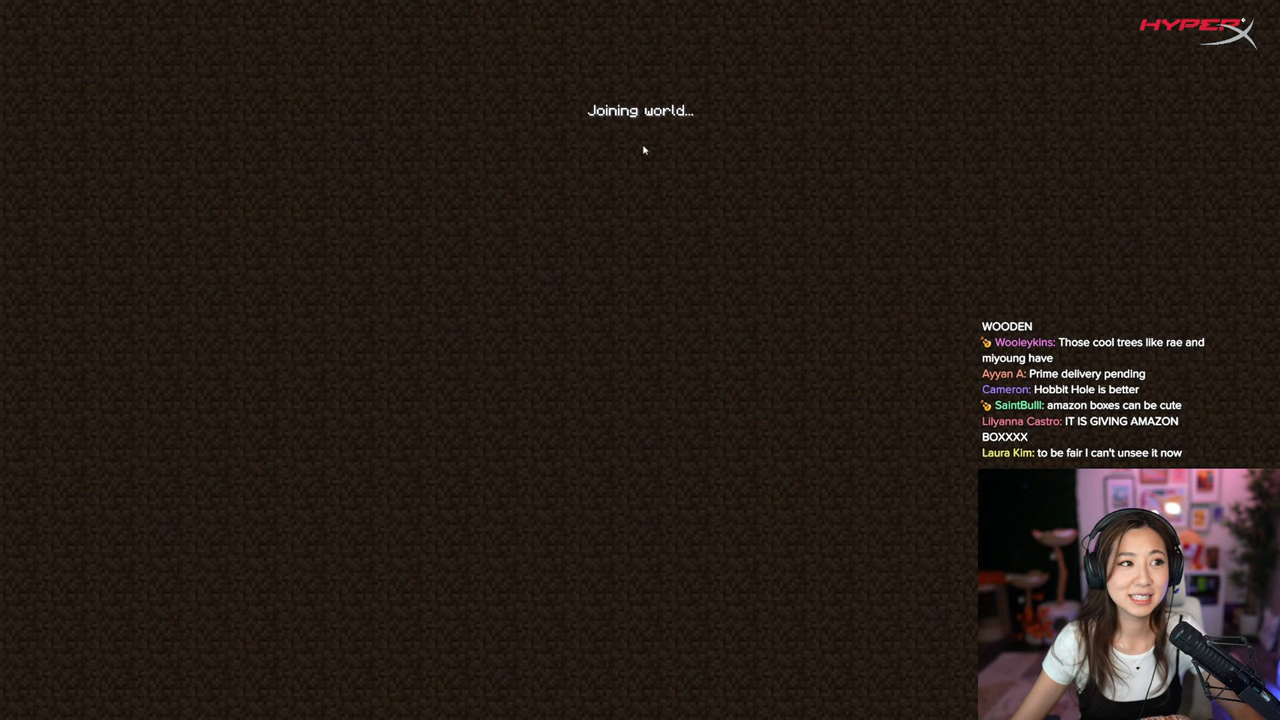 HYPERX
Joining world...
WOODEN
Wooleykins: Those cool trees like rae and
miyoung have
Ayyan A: Prime delivery pending
Cameron: Hobbit Hole is better
SaintBulll: amazon boxes can be cute
Lilyanna Castro: IT IS GIVING AMAZON
BOXXXX
Laura Kim: to be fair I can't unsee it now